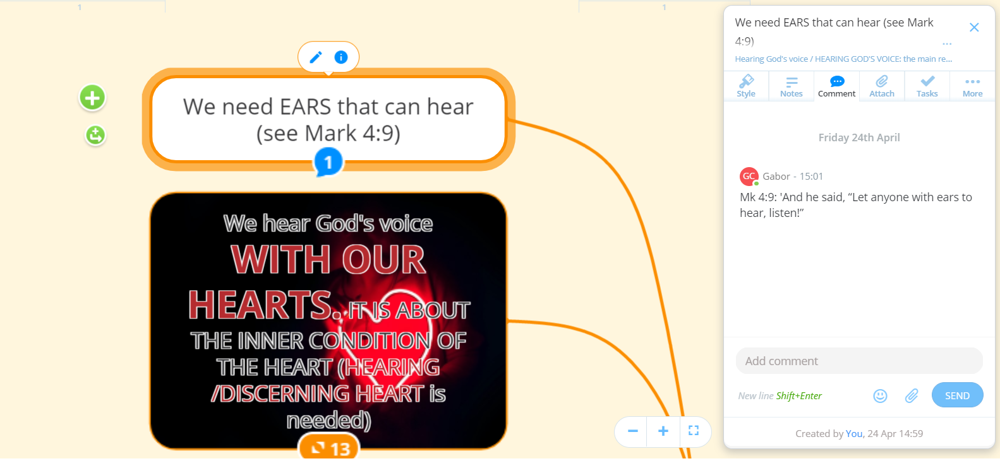 1
1
We need EARS that can hear
(see Mark 4:9)
1
We hear God's voice
WITH OUR
HEARTS. IT IS ABOUT
THE INNER CONDITION OF
THE HEART (HEARING
/DISCERNING HEART is
needed)
13
We need EARS that can hear (see Mark
4:9)
...
Hearing God's voice / HEARING GOD'S VOICE: the main re...
Style Notes Comment Attach Tasks More
Friday 24th April
GC Gabor - 15:01
Mk 4:9: 'And he said, “Let anyone with ears to
hear, listen!”
Add comment
New line Shift+Enter
SEND
Created by You, 24 Apr 14:59